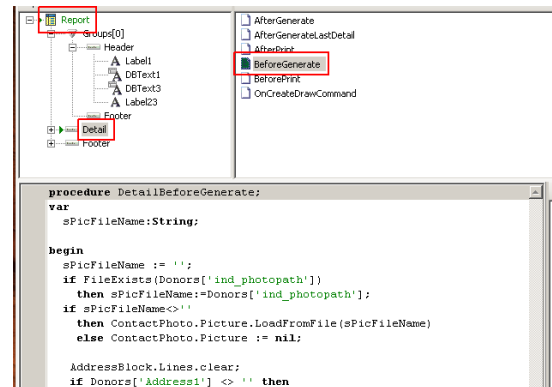 Report
Groups[0]
Header
Label1
DBText1
DBText3
Label23
Footer
Detail
Footer
AfterGenerate
AfterGenerateLastDetail
AfterPrint
BeforeGenerate
BeforePrint
OnCreateDrawCommand
procedure DetailBeforeGenerate;
var
sPicFileName:String;
begin
sPicFileName := '';
if FileExists(Donors['ind_photopath'])
then sPicFileName:=Donors['ind_photopath'];
if sPicFileName<>''
then ContactPhoto.Picture.LoadFromFile(sPicFileName)
else ContactPhoto.Picture := nil;
AddressBlock.Lines.clear;
if Donors['Address1'] <> '' then